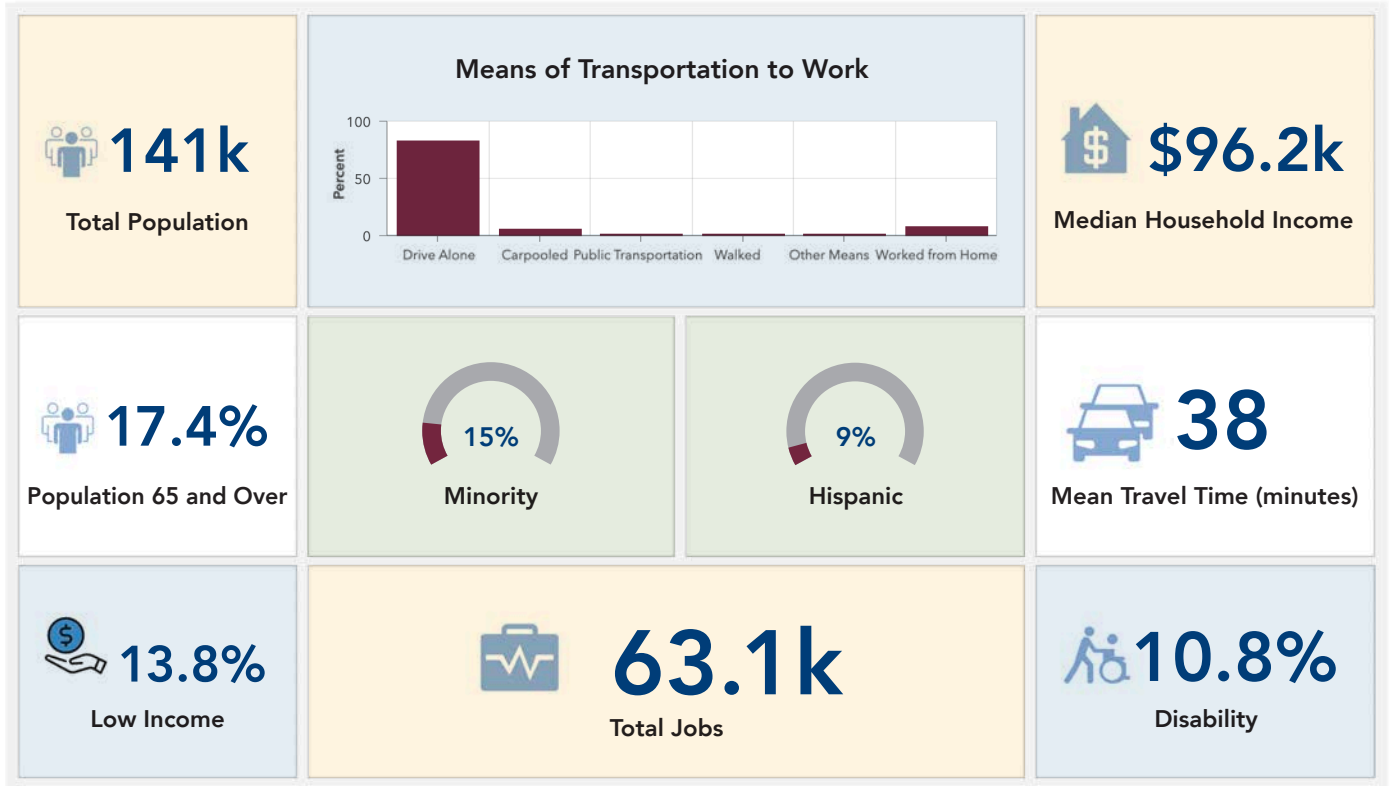 141k
Total Population
Means of Transportation to Work
Percent
100
50
0
Drive Alone
Carpooled
Public Transportation
Walked
Other Means
Worked from Home
$96.2k
Median Household Income
17.4%
Population 65 and Over
15%
Minority
9%
Hispanic
38
Mean Travel Time (minutes)
$
13.8%
Low Income
63.1k
Total Jobs
10.8%
Disability